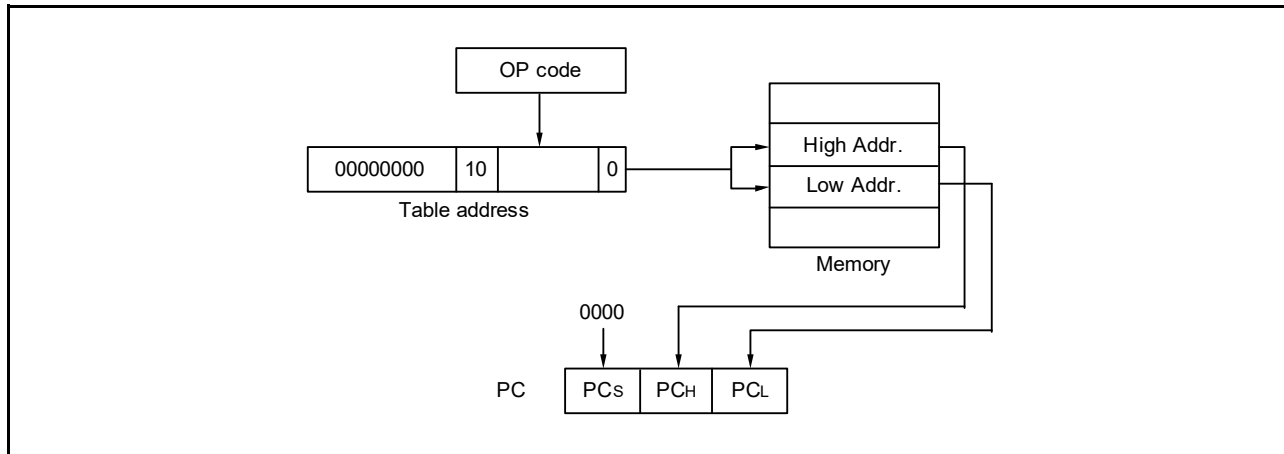 OP code
High Addr.
00000000 10 0
Low Addr.
Table address
Memory
0000
PC PCS PCH PCL